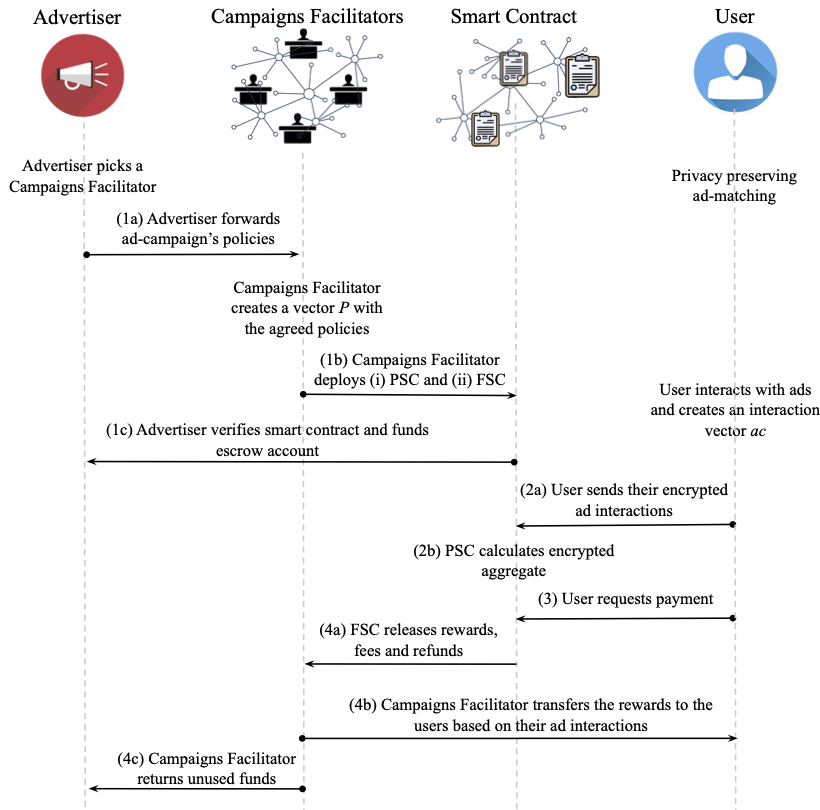 Advertiser
Campaigns Facilitators
Smart Contract
User
Advertiser picks a
Campaigns Facilitator
Privacy preserving
ad-matching
(1a) Advertiser forwards
ad-campaign's policies
Campaigns Facilitator
creates a vector P with
the agreed policies
(1b) Campaigns Facilitator
deploys (i) PSC and (ii) FSC
User interacts with ads
and creates an interaction
vector ac
(1c) Advertiser verifies smart contract and funds
escrow account
(2a) User sends their encrypted
ad interactions
(2b) PSC calculates encrypted
aggregate
(3) User requests payment
(4a) FSC releases rewards,
fees and refunds
(4b) Campaigns Facilitator transfers the rewards to the
users based on their ad interactions
(4c) Campaigns Facilitator
returns unused funds